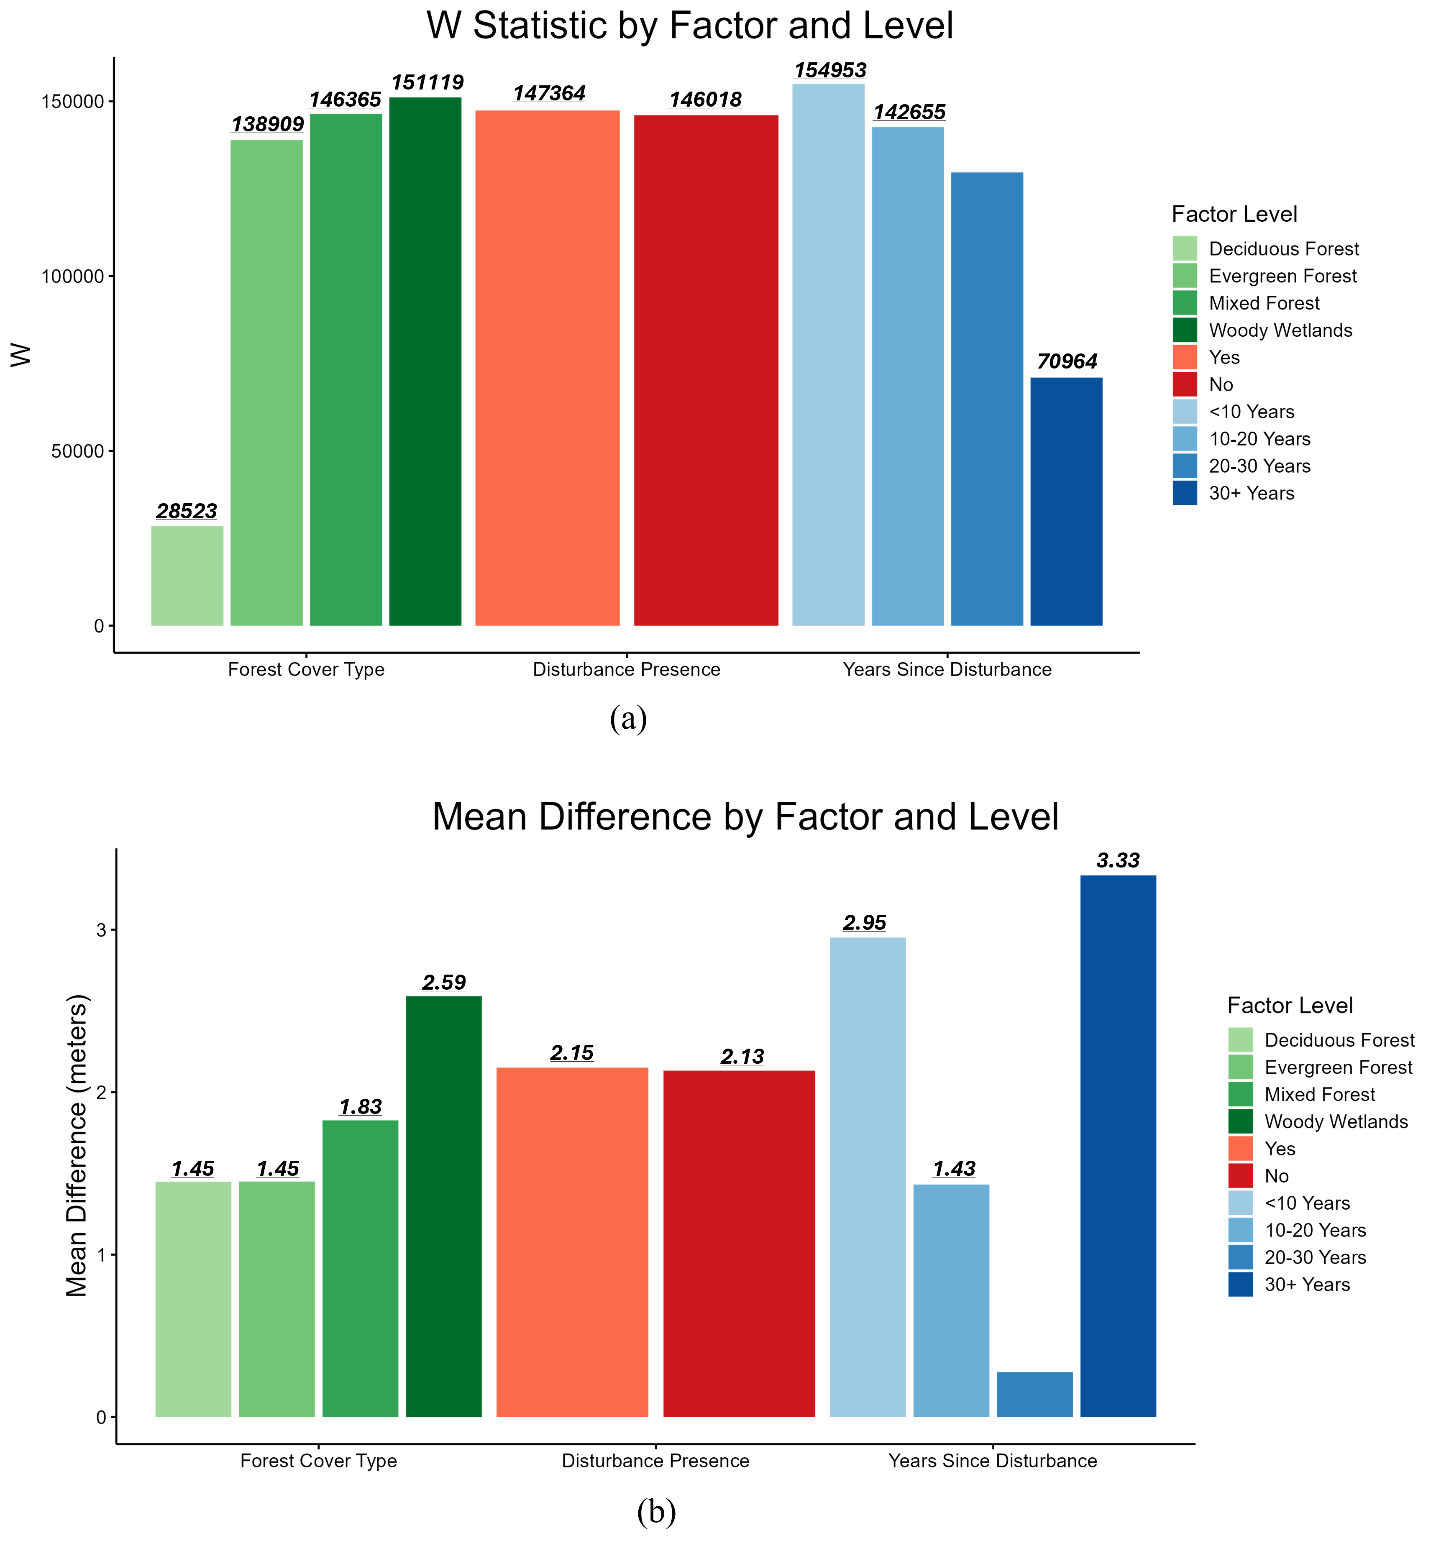 W Statistic by Factor and Level
W
150000
100000
50000
0
28523
138909
146365
151119
147364
146018
154953
142655
70964
Forest Cover Type
Disturbance Presence
Years Since Disturbance
Factor Level
Deciduous Forest
Evergreen Forest
Mixed Forest
Woody Wetlands
Yes
No
<10 Years
10-20 Years
20-30 Years
30+ Years
(a)
Mean Difference by Factor and Level
Mean Difference (meters)
3
2
1
0
1.45
1.45
1.83
2.59
2.15
2.13
2.95
1.43
3.33
Forest Cover Type
Disturbance Presence
Years Since Disturbance
Factor Level
Deciduous Forest
Evergreen Forest
Mixed Forest
Woody Wetlands
Yes
No
<10 Years
10-20 Years
20-30 Years
30+ Years
(b)